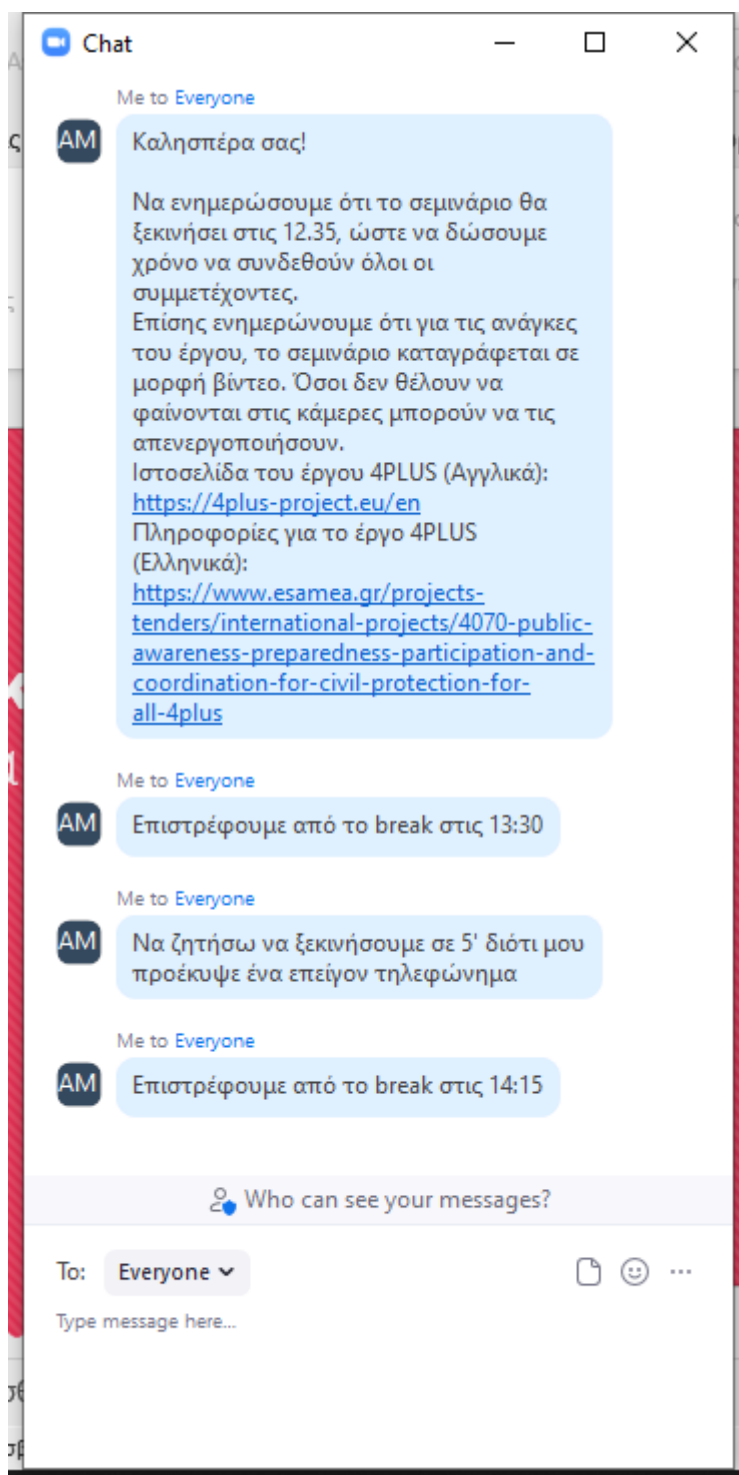 Chat
Me to Everyone
AM
Καλησπέρα σας!
Να ενημερώσουμε ότι το σεμινάριο θα
ξεκινήσει στις 12.35, ώστε να δώσουμε
χρόνο να συνδεθούν όλοι οι
συμμετέχοντες.
Επίσης ενημερώνουμε ότι για τις ανάγκες
του έργου, το σεμινάριο καταγράφεται σε
μορφή βίντεο. Όσοι δεν θέλουν να
φαίνονται στις κάμερες μπορούν να τις
απενεργοποιήσουν.
Ιστοσελίδα του έργου 4PLUS (Αγγλικά):
https://4plus-project.eu/en
Πληροφορίες για το έργο 4PLUS
(Ελληνικά):
https://www.esamea.gr/projects-
tenders/international-projects/4070-public-
awareness-preparedness-participation-and-
coordination-for-civil-protection-for-
all-4plus
Me to Everyone
AM
Επιστρέφουμε από το break στις 13:30
Me to Everyone
AM
Να ζητήσω να ξεκινήσουμε σε 5' διότι μου
προέκυψε ένα επείγον τηλεφώνημα
Me to Everyone
AM
Επιστρέφουμε από το break στις 14:15
Who can see your messages?
To: Everyone
Type message here...